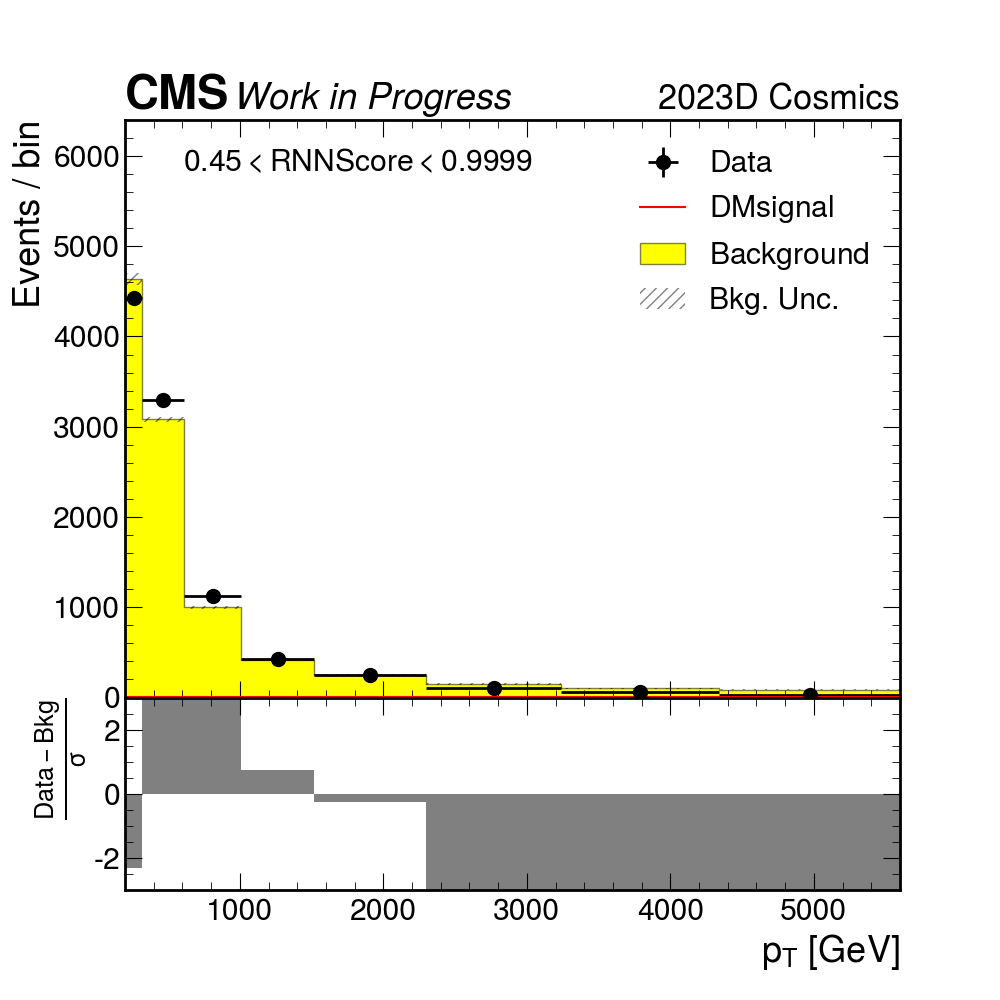 CMS Work in Progress 2023D Cosmics
Events / bin
0.45 < RNNScore < 0.9999
Data
DMsignal
Background
Bkg. Unc.
6000
5000
4000
3000
2000
1000
0
Data – Bkg
σ
2
0
-2
1000 2000 3000 4000 5000
pT [GeV]